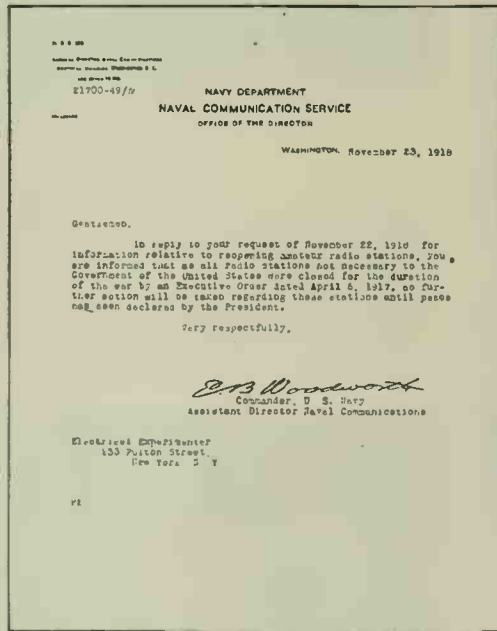 21700-49/
NAVY DEPARTMENT
NAVAL COMMUNICATION SERVICE
OFFICE OF THE DIRECTOR
WASHINGTON, November 23, 1918
Gentlemen.
In reply to your request of November 22, 1918 for
information relative to reopening amateur radio stations, you
are informed that as all radio stations not necessary to the
Government of the United States were closed for the duration
of the war by an Executive Order dated April 6, 1917, no fur-
ther action will be taken regarding these stations until peace
has been declared by the President.
Very respectfully,
E.B Woodworth
Commander, U S. Navy
Assistant Director Naval Communications
Electrical Experimenter
233 Fulton Street,
New York N Y